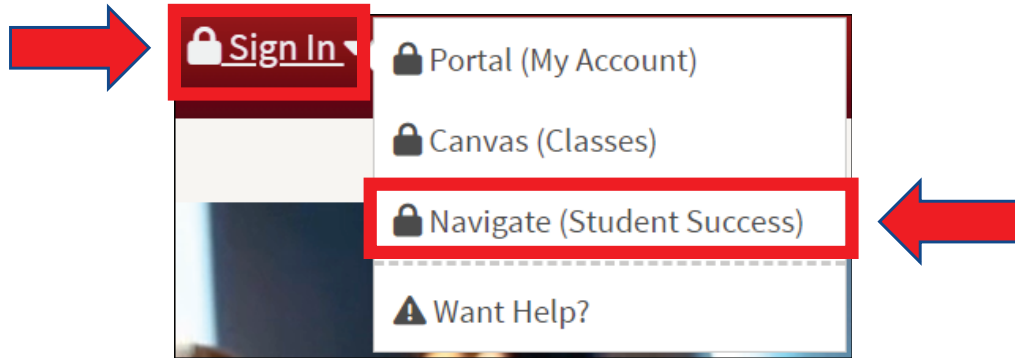 Sign In
Portal (My Account)
Canvas (Classes)
Navigate (Student Success)
Want Help?